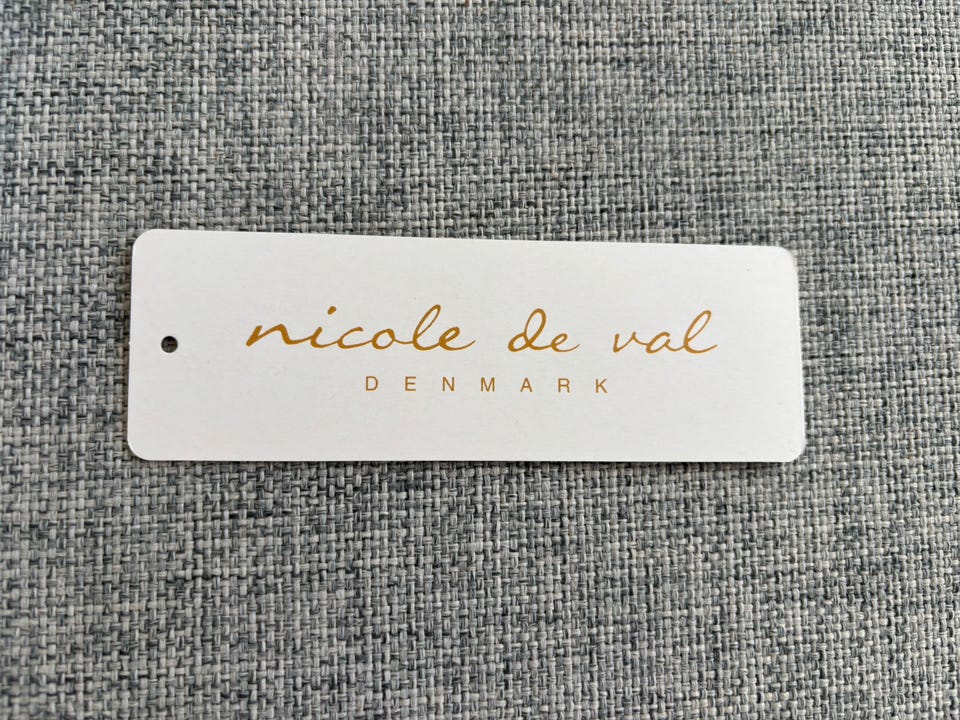 nicole de val
DENMARK